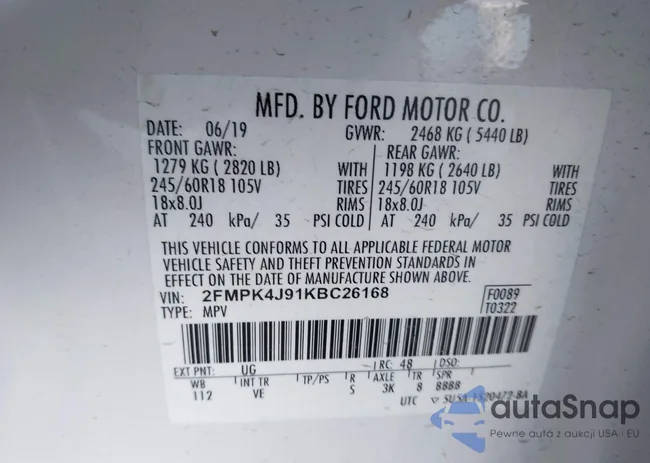 MFD. BY FORD MOTOR CO.
DATE: 06/19 GVWR: 2468 KG ( 5440 LB)
FRONT GAWR: REAR GAWR:
1279 KG ( 2820 LB) WITH 1198 KG ( 2640 LB) WITH
245/60R18 105V TIRES 245/60R18 105V TIRES
18x8.0J RIMS 18x8.0J RIMS
AT 240 kPa/ 35 PSI COLD AT 240 kPa/ 35 PSI COLD
THIS VEHICLE CONFORMS TO ALL APPLICABLE FEDERAL MOTOR
VEHICLE SAFETY AND THEFT PREVENTION STANDARDS IN
EFFECT ON THE DATE OF MANUFACTURE SHOWN ABOVE.
VIN: 2FMPK4J91KBC26168 F0089
TYPE: MPV T0322
EXT PNT: UG RC: 48 DSO:
WB INT TR TP/PS R AXLE TR SPR
112 VE S 3K 8 8888
UTC
autaSnap
Pewne auta z aukcji USA i EU